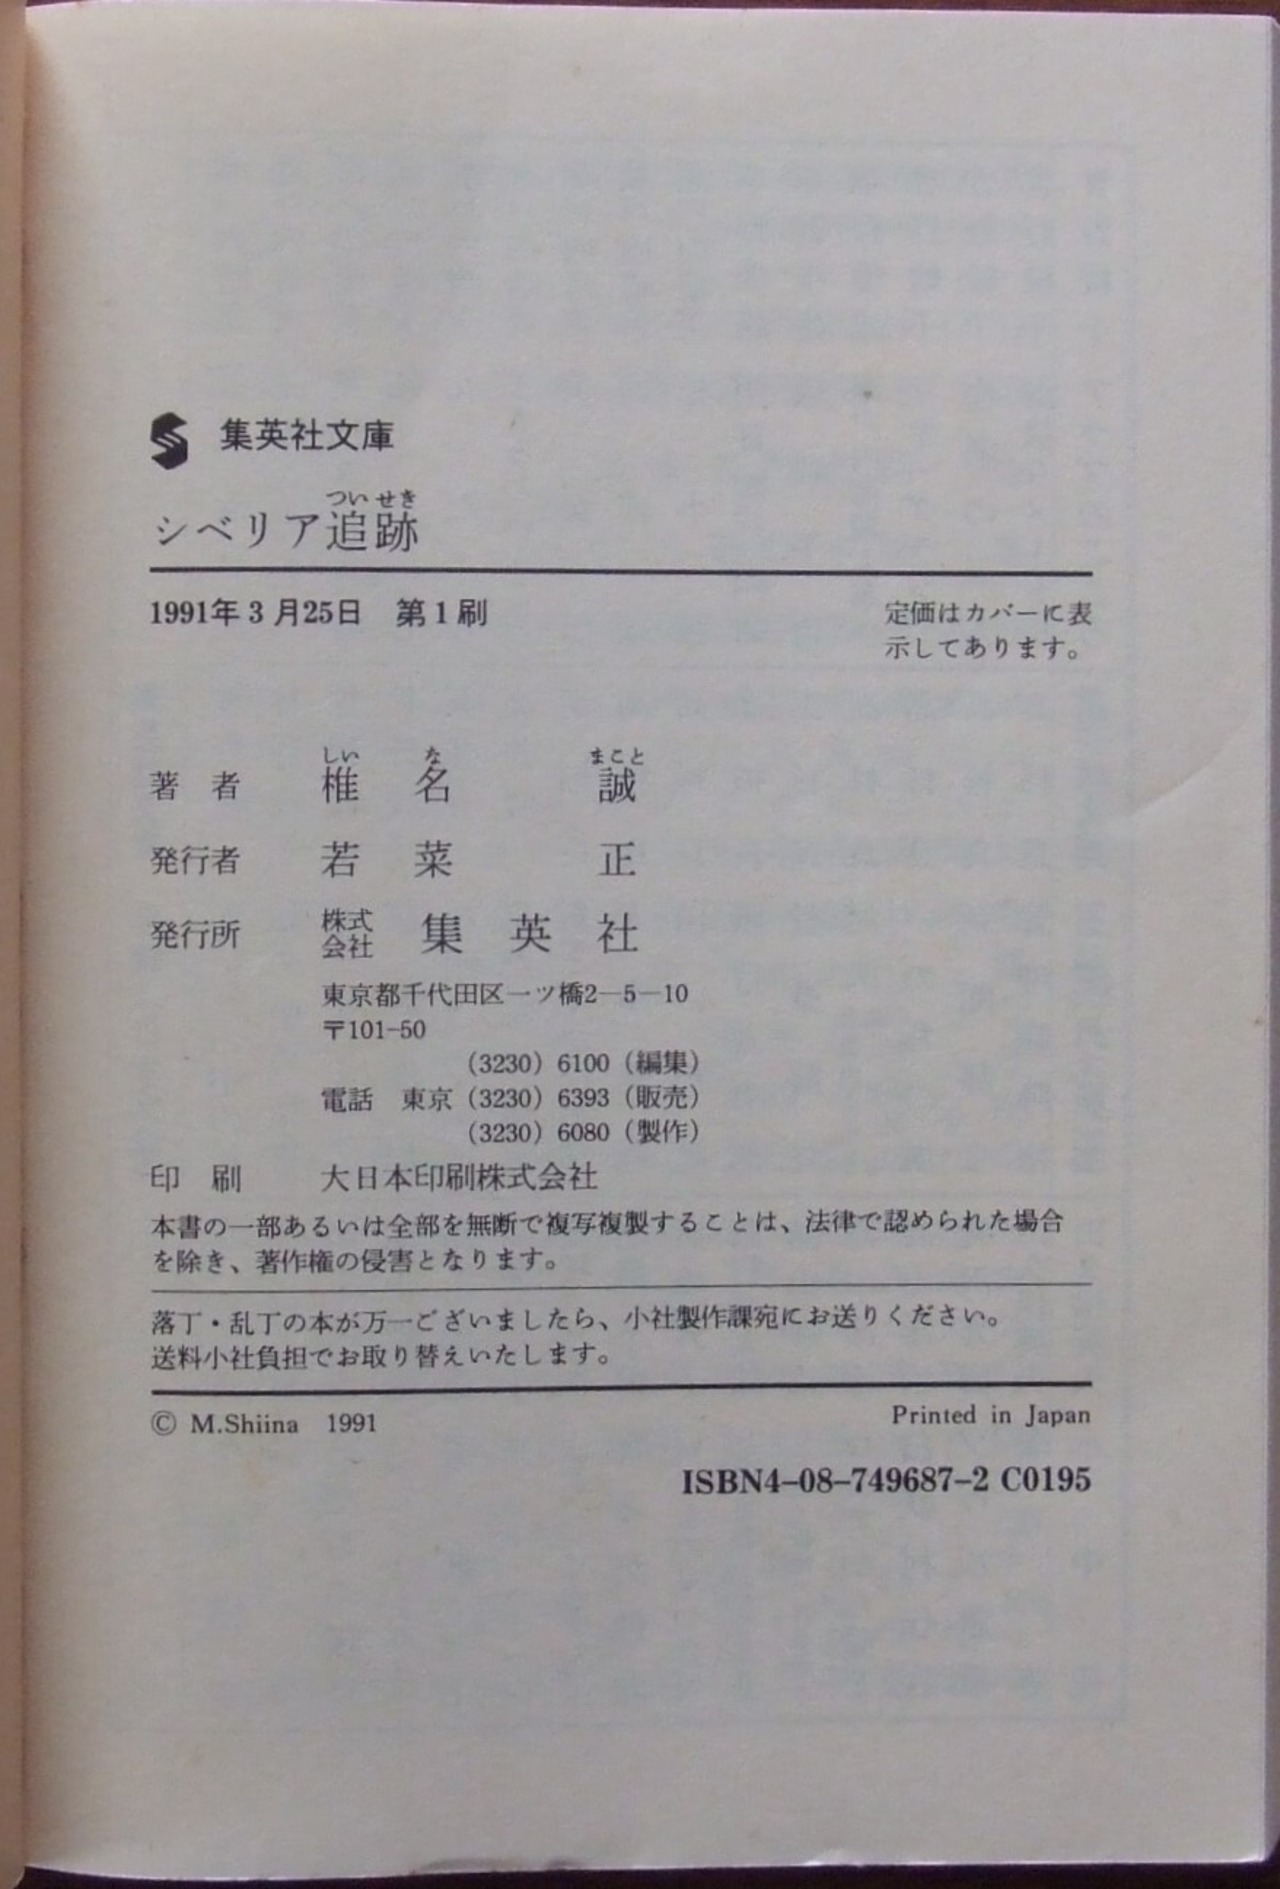 集英社文庫
シベリア追跡
ついせき
1991年3月25日 第1刷
定価はカバーに表
示してあります。
しい な まこと
著者 椎名 誠
発行者 若菜 正
発行所 株式会社 集英社
東京都千代田区一ツ橋2—5—10
〒101-50
(3230) 6100 (編集)
電話 東京 (3230) 6393 (販売)
(3230) 6080 (製作)
印刷 大日本印刷株式会社
本書の一部あるいは全部を無断で複写複製することは、法律で認められた場合
を除き、著作権の侵害となります。
落丁・乱丁の本が万一ございましたら、小社製作課宛にお送りください。
送料小社負担でお取り替えいたします。
© M.Shiina 1991
Printed in Japan
ISBN4-08-749687-2 C0195